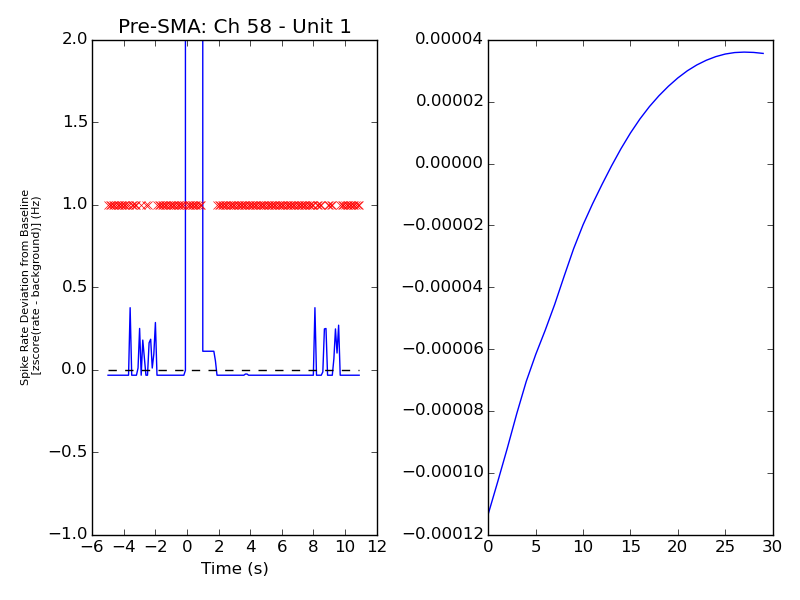 Pre-SMA: Ch 58 - Unit 1
Spike Rate Deviation from Baseline
[zscore(rate - background)] (Hz)
2.0
1.5
1.0
0.5
0.0
−0.5
−1.0
−6 −4 −2 0 2 4 6 8 10 12
Time (s)
0.00004
0.00002
0.00000
−0.00002
−0.00004
−0.00006
−0.00008
−0.00010
−0.00012
0 5 10 15 20 25 30